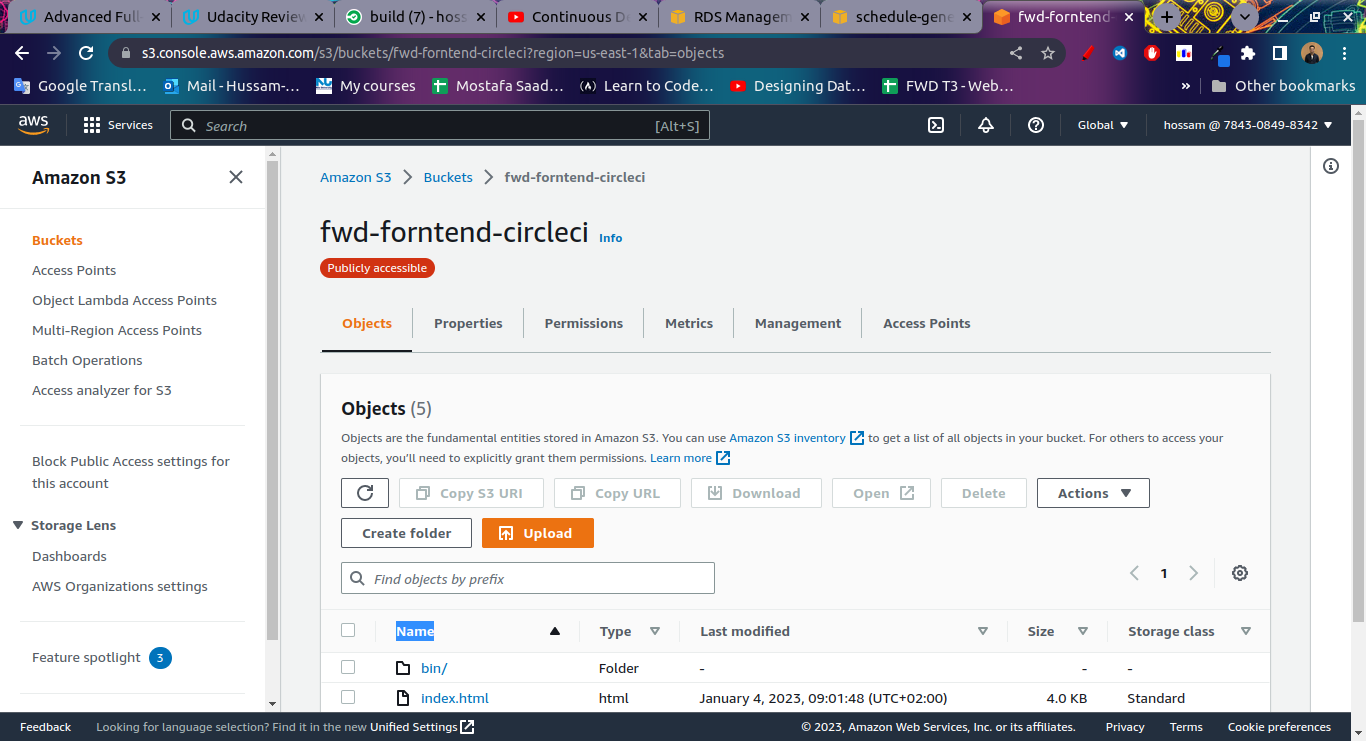 Advanced Full-
Udacity Review
build (7) - hoss
Continuous De
RDS Managem
schedule-gene
fwd-forntend-
s3.console.aws.amazon.com/s3/buckets/fwd-forntend-circleci?region=us-east-1&tab=objects
Google Transl...
Mail - Hussam-...
My courses
Mostafa Saad...
Learn to Code...
Designing Dat...
FWD T3 - Web...
»
Other bookmarks
aws
Services
Search
[Alt+S]
Global
hossam @ 7843-0849-8342
Amazon S3
Buckets
Access Points
Object Lambda Access Points
Multi-Region Access Points
Batch Operations
Access analyzer for S3
Block Public Access settings for
this account
Storage Lens
Dashboards
AWS Organizations settings
Feature spotlight 3
Amazon S3 > Buckets > fwd-forntend-circleci
fwd-forntend-circleci Info
Publicly accessible
Objects Properties Permissions Metrics Management Access Points
Objects (5)
Objects are the fundamental entities stored in Amazon S3. You can use Amazon S3 inventory to get a list of all objects in your bucket. For others to access your
objects, you'll need to explicitly grant them permissions. Learn more
Copy S3 URI Copy URL Download Open Delete Actions
Create folder Upload
Find objects by prefix
1
Name Type Last modified Size Storage class
bin/ Folder - - -
index.html html January 4, 2023, 09:01:48 (UTC+02:00) 4.0 KB Standard
Feedback Looking for language selection? Find it in the new Unified Settings © 2023, Amazon Web Services, Inc. or its affiliates. Privacy Terms Cookie preferences